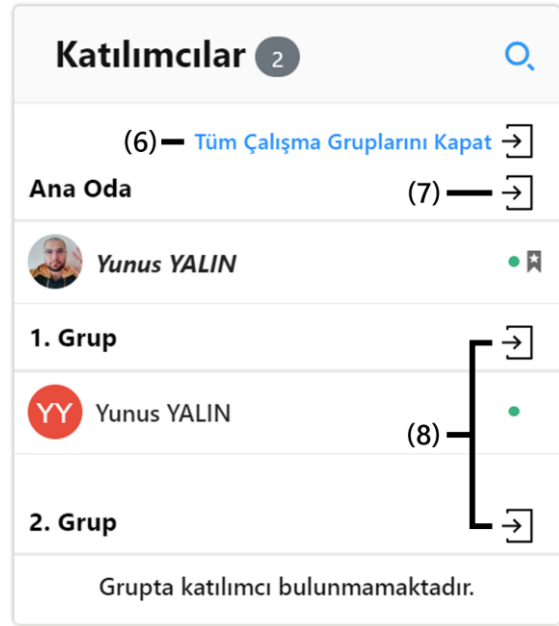 Katılımcılar 2
(6) Tüm Çalışma Gruplarını Kapat
Ana Oda (7)
Yunus YALIN
1. Grup
YY Yunus YALIN
(8)
2. Grup
Grupta katılımcı bulunmamaktadır.